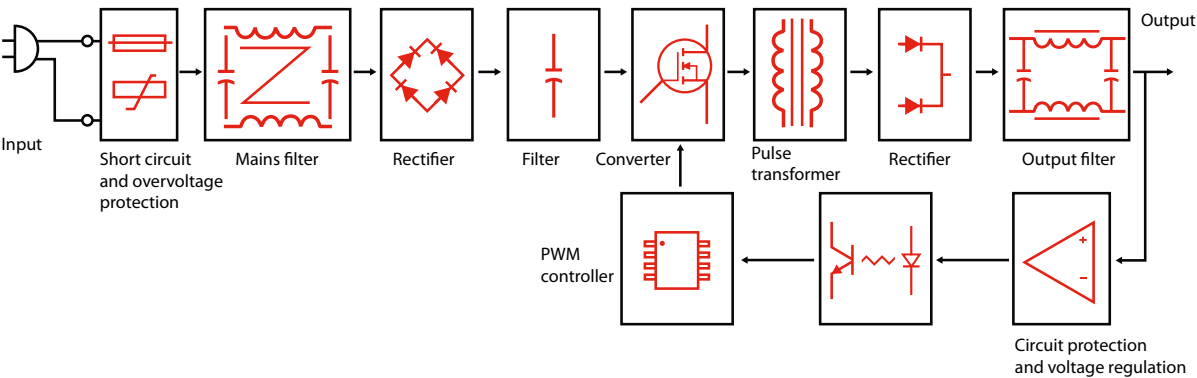 Output
Input
Short circuit
and overvoltage
protection
Mains filter
Rectifier
Filter
Converter
Pulse
transformer
Rectifier
Output filter
PWM
controller
+
-
Circuit protection
and voltage regulation